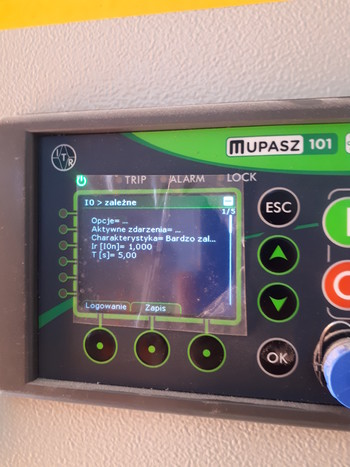 ITR
MUPASZ 101
TRIP ALARM LOCK
I0 > zależne
1/5
Opcje= ...
Aktywne zdarzenia= ...
Charakterystyka= Bardzo zal...
Ir [I0n]= 1,000
T [s]= 5,00
Logowanie Zapis
ESC
OK